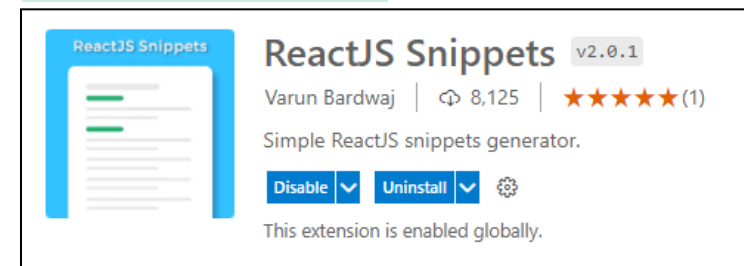 ReactJS Snippets
ReactJS Snippets v2.0.1
Varun Bardwaj 8,125 (1)
Simple ReactJS snippets generator.
Disable Uninstall
This extension is enabled globally.